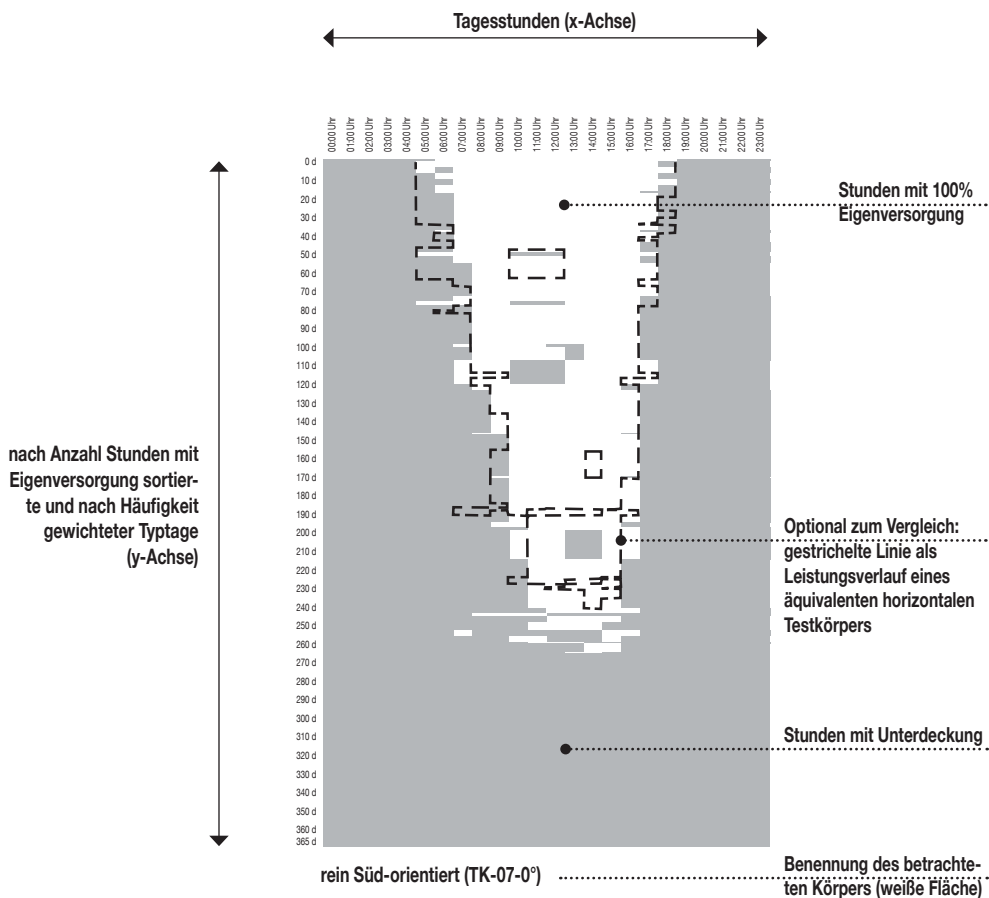 Tagesstunden (x-Achse)
00:00 Uhr
01:00 Uhr
02:00 Uhr
03:00 Uhr
04:00 Uhr
05:00 Uhr
06:00 Uhr
07:00 Uhr
08:00 Uhr
09:00 Uhr
10:00 Uhr
11:00 Uhr
12:00 Uhr
13:00 Uhr
14:00 Uhr
15:00 Uhr
16:00 Uhr
17:00 Uhr
18:00 Uhr
19:00 Uhr
20:00 Uhr
21:00 Uhr
22:00 Uhr
23:00 Uhr
0 d
10 d
20 d
30 d
40 d
50 d
60 d
70 d
80 d
90 d
100 d
110 d
120 d
130 d
140 d
150 d
160 d
170 d
180 d
190 d
200 d
210 d
220 d
230 d
240 d
250 d
260 d
270 d
280 d
290 d
300 d
310 d
320 d
330 d
340 d
350 d
360 d
365 d
nach Anzahl Stunden mit
Eigenversorgung sortier-
te und nach Häufigkeit
gewichteter Typtage
(y-Achse)
Stunden mit 100%
Eigenversorgung
Optional zum Vergleich:
gestrichelte Linie als
Leistungsverlauf eines
äquivalenten horizontalen
Testkörpers
Stunden mit Unterdeckung
rein Süd-orientiert (TK-07-0°)
Benennung des betrachte-
ten Körpers (weiße Fläche)